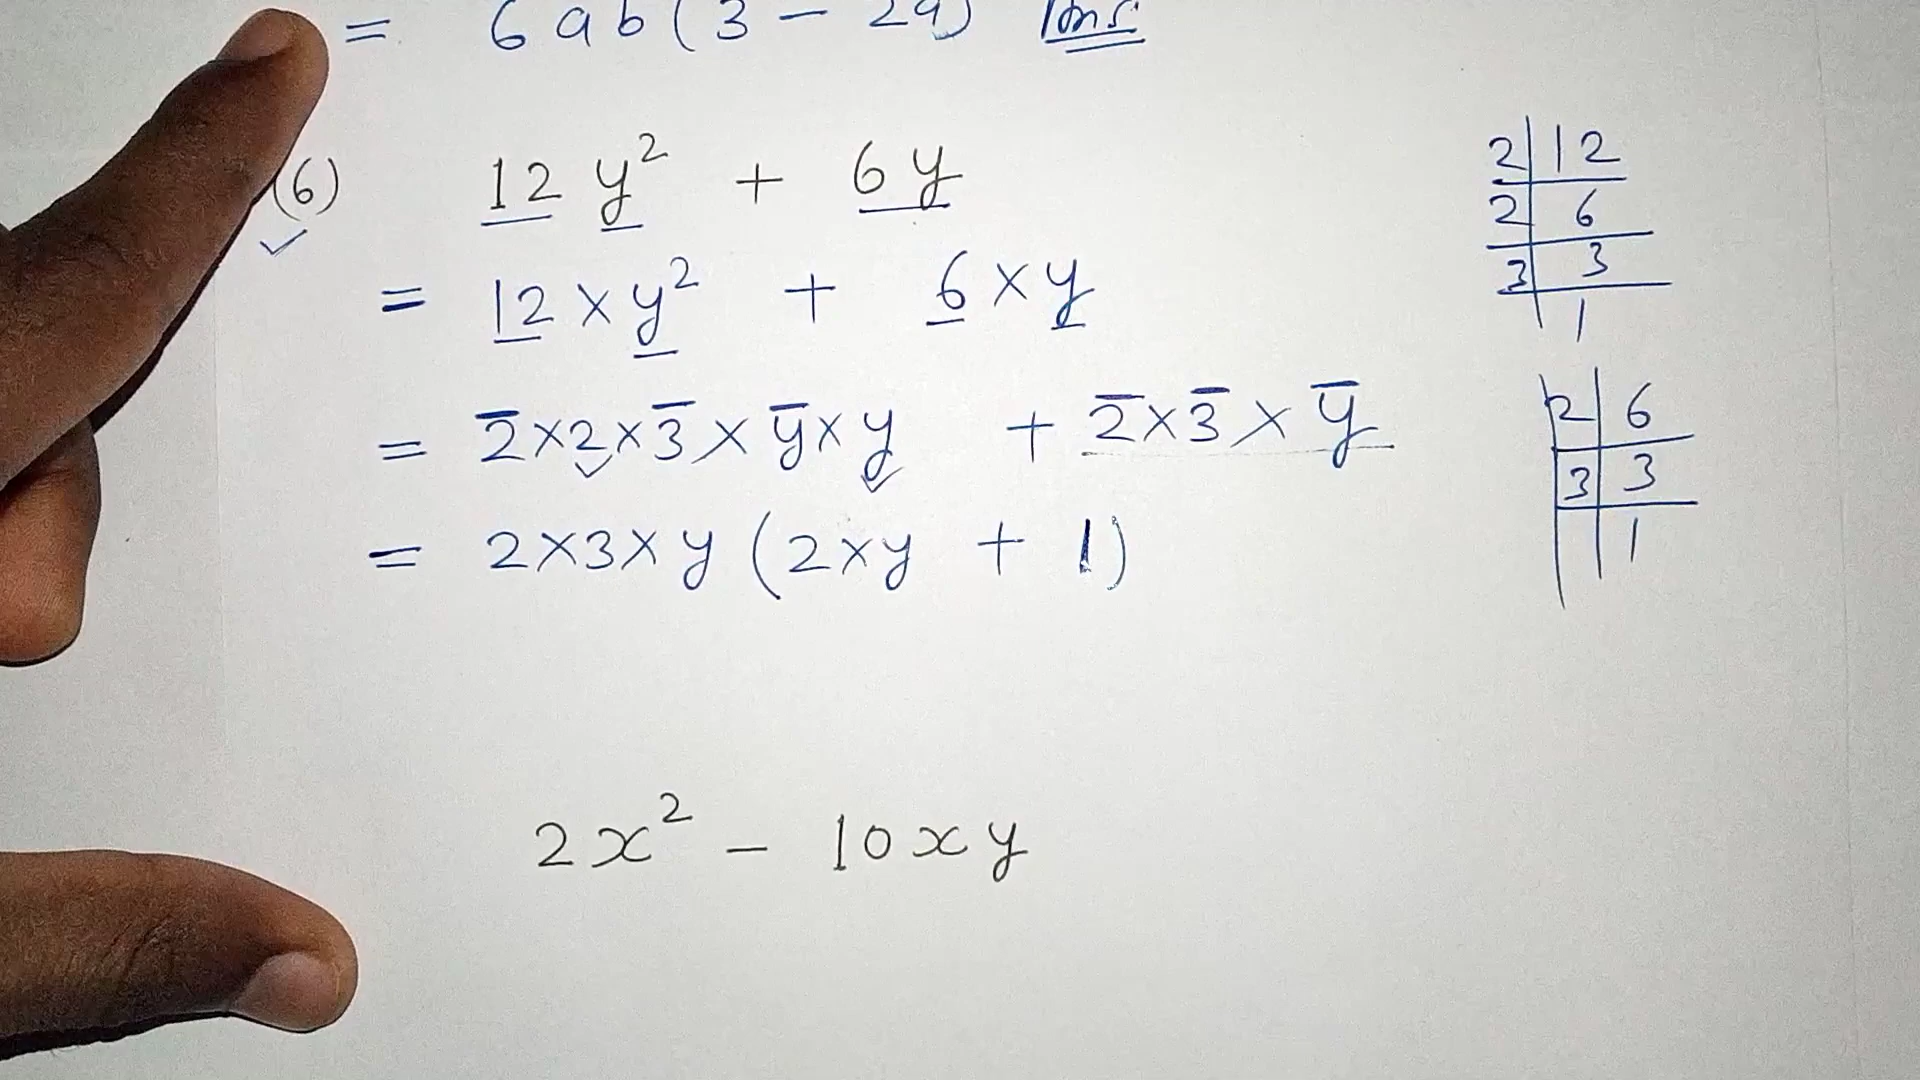 = 6ab(3 - 2a) Ans
(6) 12y² + 6y
= 12 × y² + 6 × y
= 2 × 2 × 3 × y × y + 2 × 3 × y
= 2 × 3 × y (2 × y + 1)
2x² - 10xy
2 12
2 6
3 3
1
2 6
3 3
1